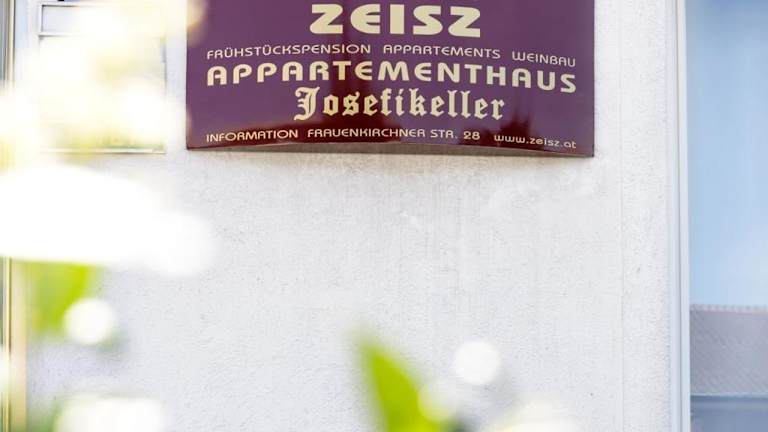 ZEISZ
FRÜHSTÜCKSPENSION APPARTEMENTS WEINBAU
APPARTEMENTHAUS
Josefikeller
INFORMATION FRAUENKIRCHNER STR. 28 www.zeisz.at